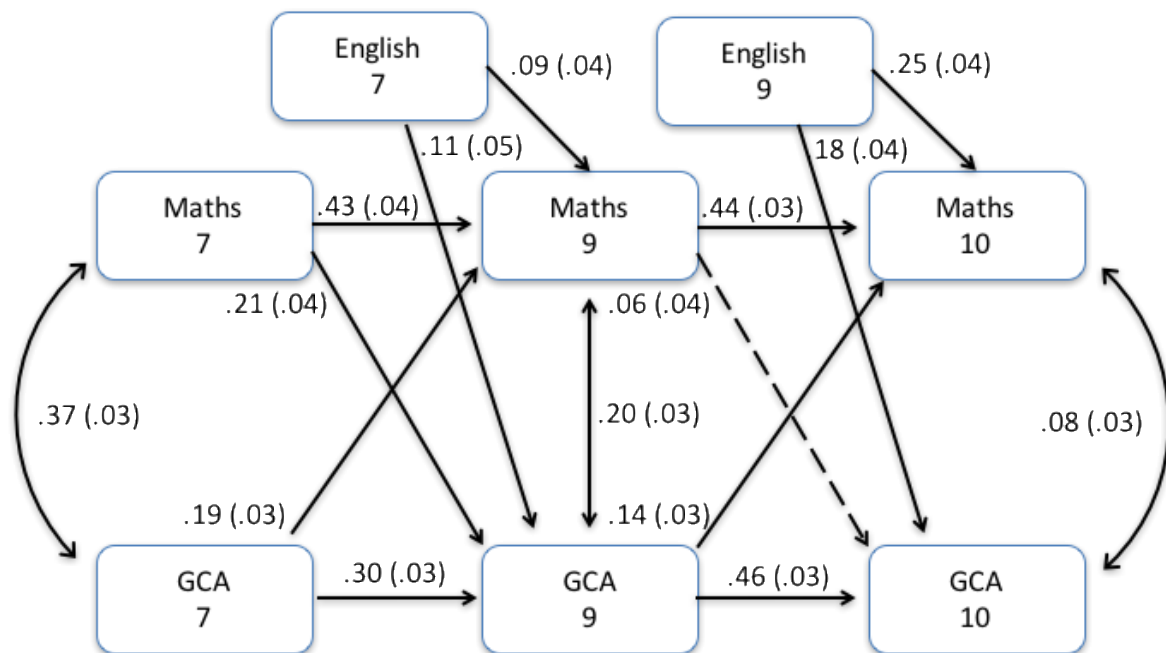 English
7
.09 (.04)
English
9
.25 (.04)
.11 (.05)
18 (.04)
Maths
7
.43 (.04)
Maths
9
.44 (.03)
Maths
10
.21 (.04)
.06 (.04)
.37 (.03)
.20 (.03)
.08 (.03)
.19 (.03)
.14 (.03)
GCA
7
.30 (.03)
GCA
9
.46 (.03)
GCA
10